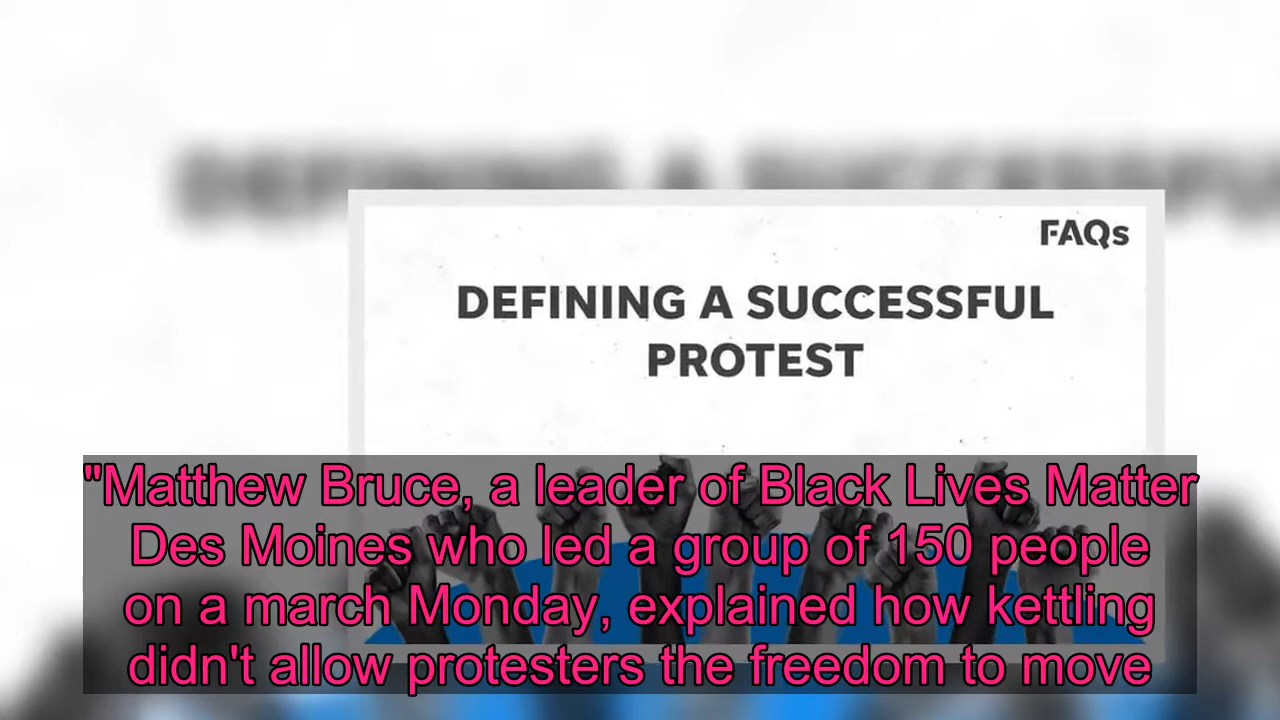 FAQs
DEFINING A SUCCESSFUL
PROTEST
"Matthew Bruce, a leader of Black Lives Matter
Des Moines who led a group of 150 people
on a march Monday, explained how kettling
didn't allow protesters the freedom to move